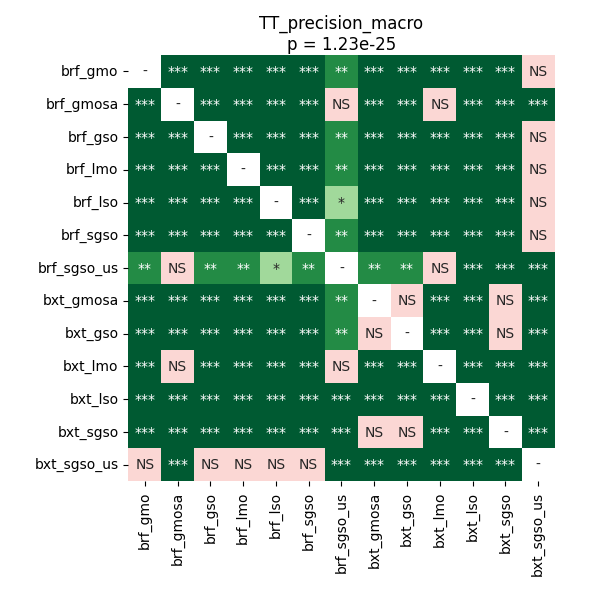 TT_precision_macro
p = 1.23e-25
brf_gmo - *** *** *** *** *** ** *** *** *** *** *** NS
brf_gmosa *** - *** *** *** *** NS *** *** NS *** *** ***
brf_gso *** *** - *** *** *** ** *** *** *** *** *** NS
brf_lmo *** *** *** - *** *** ** *** *** *** *** *** NS
brf_lso *** *** *** *** - *** * *** *** *** *** *** NS
brf_sgso *** *** *** *** *** - ** *** *** *** *** *** NS
brf_sgso_us ** NS ** ** * ** - ** ** NS *** *** ***
bxt_gmosa *** *** *** *** *** *** ** - NS *** *** NS ***
bxt_gso *** *** *** *** *** *** ** NS - *** *** NS ***
bxt_lmo *** NS *** *** *** *** NS *** *** - *** *** ***
bxt_lso *** *** *** *** *** *** *** *** *** *** - *** ***
bxt_sgso *** *** *** *** *** *** *** NS NS *** *** - ***
bxt_sgso_us NS *** NS NS NS NS *** *** *** *** *** *** -
brf_gmo brf_gmosa brf_gso brf_lmo brf_lso brf_sgso brf_sgso_us bxt_gmosa bxt_gso bxt_lmo bxt_lso bxt_sgso bxt_sgso_us